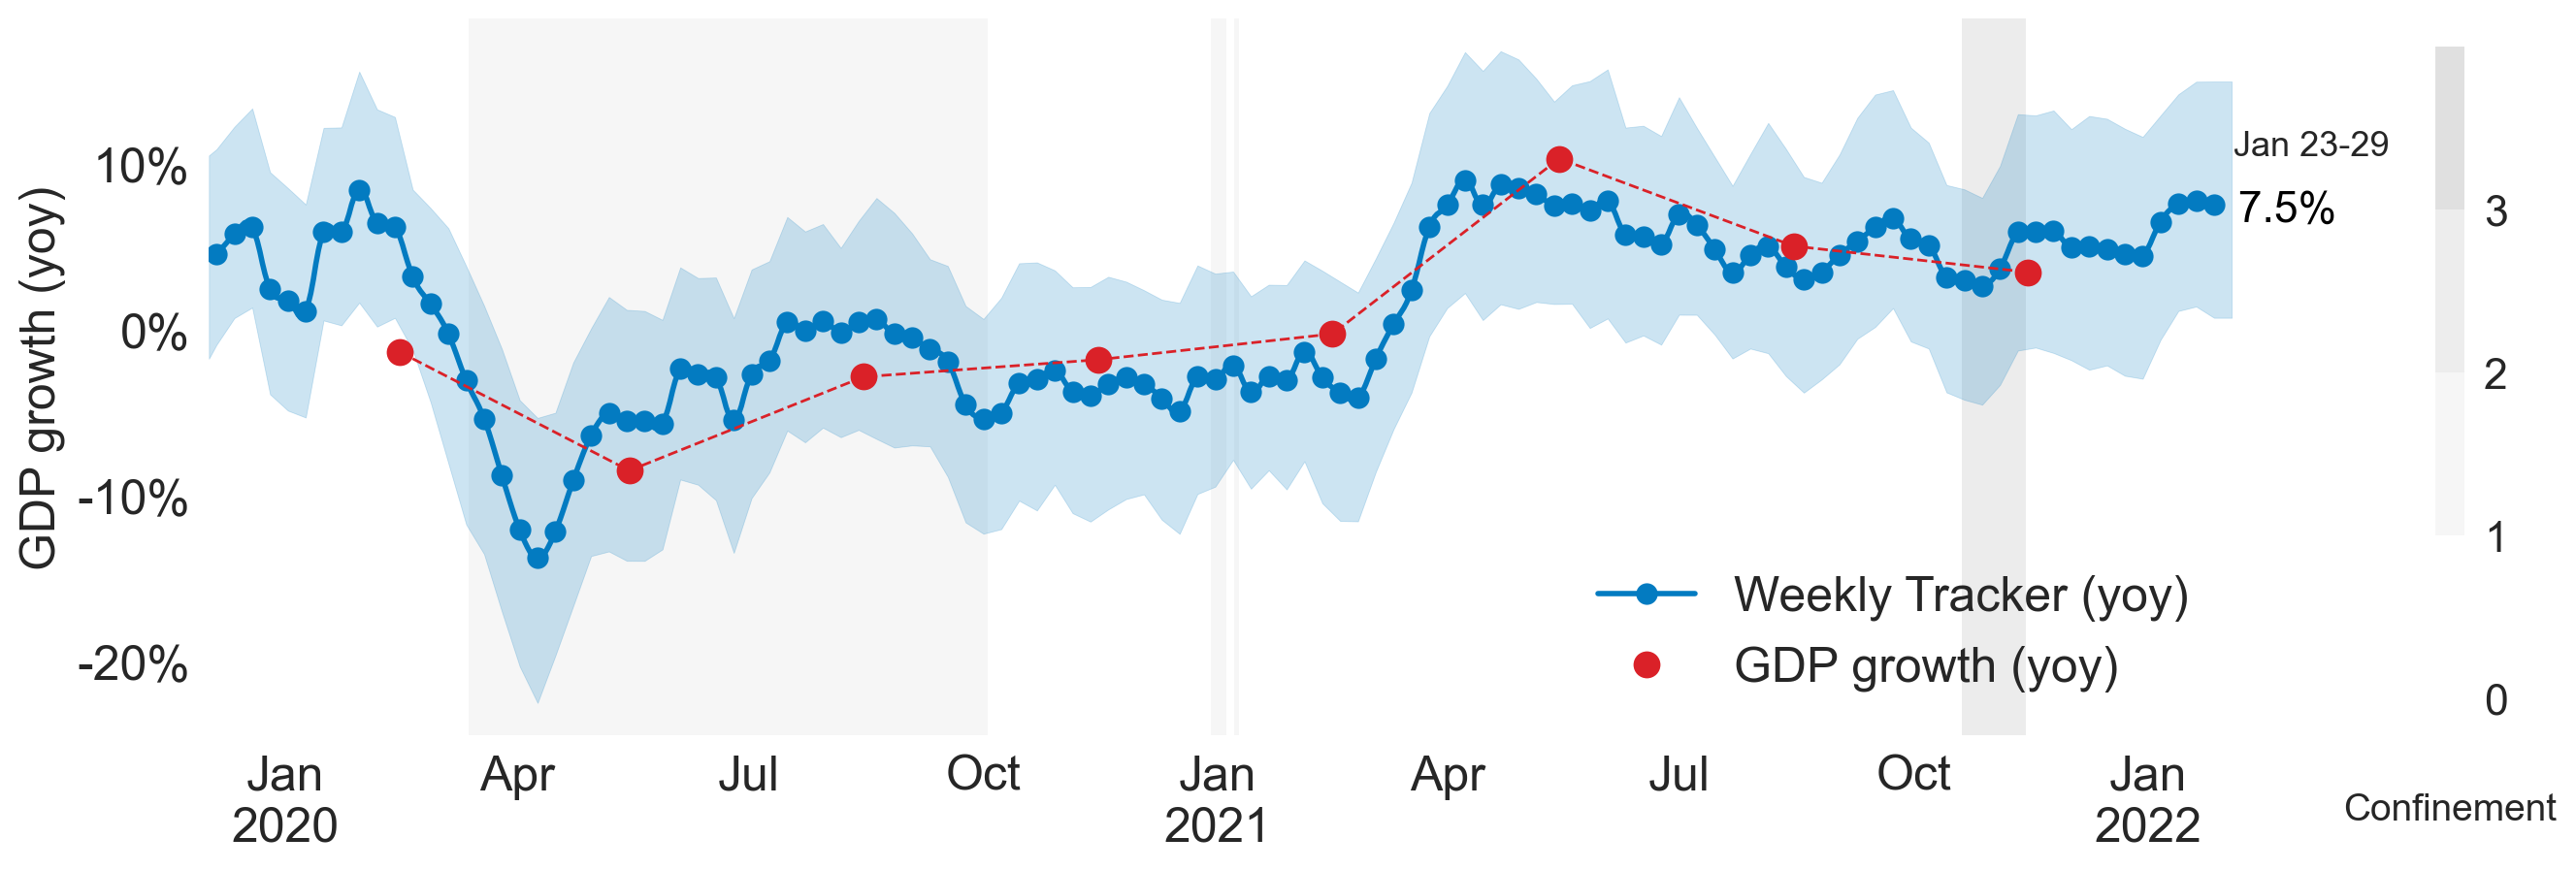 GDP growth (yoy)
10%
0%
-10%
-20%
Jan
2020
Apr
Jul
Oct
Jan
2021
Apr
Jul
Oct
Jan
2022
Jan 23-29
7.5%
Weekly Tracker (yoy)
GDP growth (yoy)
3
2
1
0
Confinement